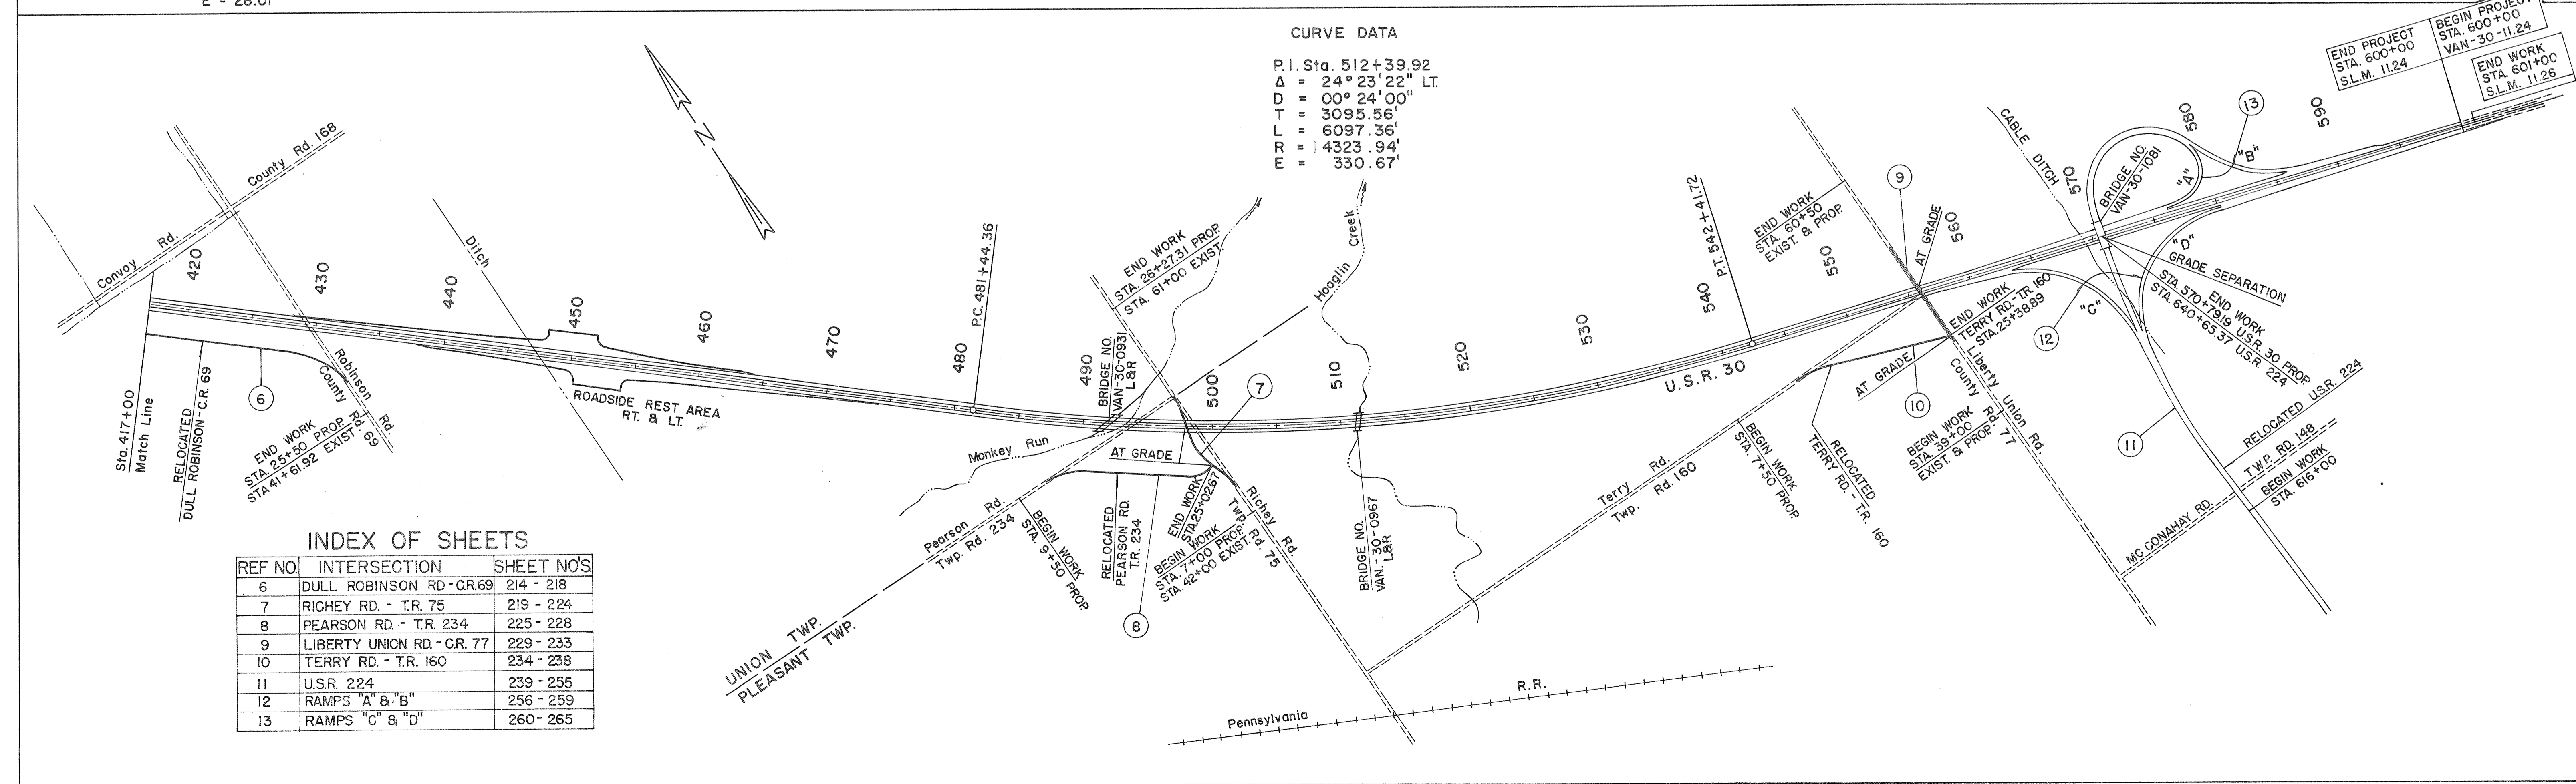 E - 28.01
CURVE DATA
P.I. Sta. 512+39.92
Δ = 24° 23' 22" LT.
D = 00° 24' 00"
T = 3095.56'
L = 6097.36'
R = 14323.94'
E = 330.67'
END PROJECT
STA. 600+00
S.L.M. 11.24
BEGIN PROJECT
STA. 600+00
VAN-30-11.24
END WORK
STA. 601+00
S.L.M. 11.26
N
County Rd. 168
Convoy Rd.
420
430
440
450
460
470
480
490
500
510
520
530
540
550
560
570
580
590
Ditch
Sta. 417+00
Match Line
RELOCATED
DULL ROBINSON-C.R. 69
6
Robinson Rd
County Rd. 69
END WORK
STA. 25+50 PROP.
STA 41+61.92 EXIST.
ROADSIDE REST AREA
RT. & LT.
P.C. 481+44.36
Monkey Run
BRIDGE NO.
VAN-30-0931
L&R
END WORK
STA. 26+27.31 PROP.
STA. 61+00 EXIST.
Hoaglin Creek
7
AT GRADE
Pearson Rd.
Twp. Rd. 234
BEGIN WORK
STA. 9+50 PROP.
RELOCATED
PEARSON RD.
T.R. 234
8
END WORK
STA.25+0267
BEGIN WORK
STA. 7+00 PROP.
STA. 42+00 EXIST.
Richey Rd.
Twp. Rd. 75
BRIDGE NO.
VAN.-30-0967
L&R
UNION TWP.
PLEASANT TWP.
Pennsylvania R.R.
U.S.R. 30
P.T. 542+41.72
END WORK
STA. 60+50
EXIST. & PROP.
9
AT GRADE
Terry Rd.
Twp. Rd. 160
BEGIN WORK
STA. 7+50 PROP.
RELOCATED
TERRY RD.-T.R. 160
AT GRADE
10
END WORK
TERRY RD.-T.R. 160
STA. 25+38.89
Liberty Union Rd.
County Rd. 77
BEGIN WORK
STA. 39+00
EXIST. & PROP.
CABLE DITCH
BRIDGE NO.
VAN-30-1081
"A"
"B"
13
"D"
"C"
12
GRADE SEPARATION
STA. 570+7919 U.S.R. 30 PROP.
END WORK
STA. 640+65.37 U.S.R. 224
11
RELOCATED U.S.R. 224
TWP. RD. 148
BEGIN WORK
STA. 616+00
MC CONAHAY RD.
INDEX OF SHEETS
REF NO. INTERSECTION SHEET NO'S.
6 DULL ROBINSON RD-C.R.69 214 - 218
7 RICHEY RD. - T.R. 75 219 - 224
8 PEARSON RD. - T.R. 234 225 - 228
9 LIBERTY UNION RD.-C.R. 77 229 - 233
10 TERRY RD. - T.R. 160 234 - 238
11 U.S.R. 224 239 - 255
12 RAMPS "A" & "B" 256 - 259
13 RAMPS "C" & "D" 260 - 265